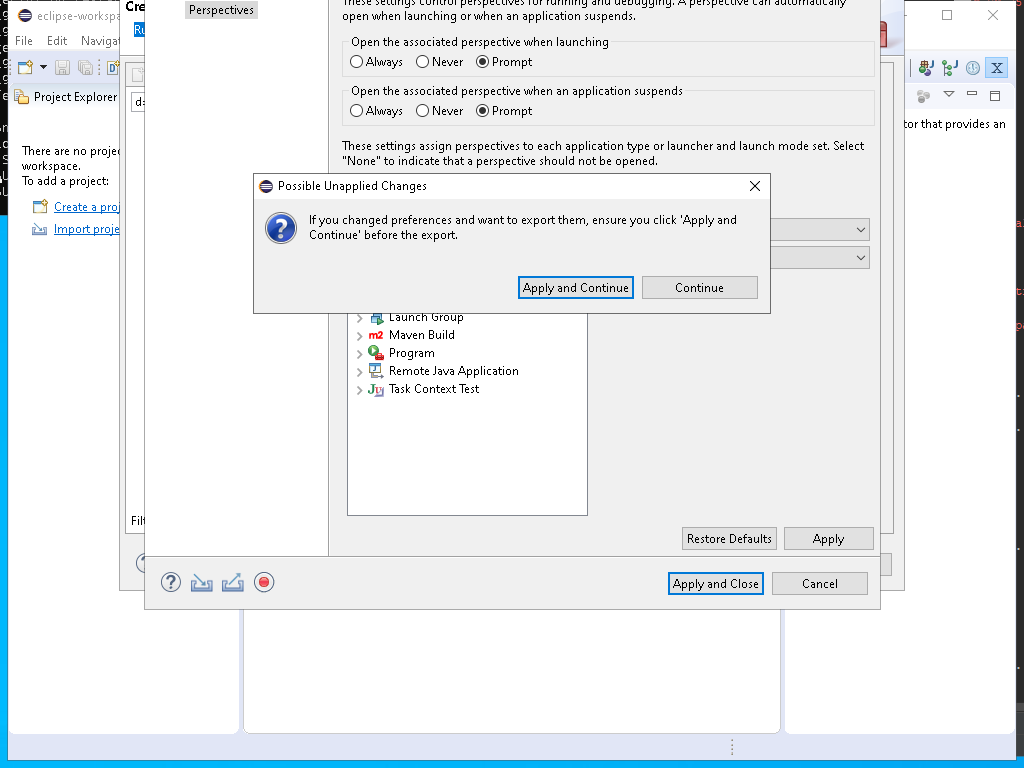 Perspectives
These settings control perspectives for running and debugging. A perspective can automatically
open when launching or when an application suspends.
eclipse-workspa
Cre
Ru
File Edit Navigat
Open the associated perspective when launching
Always Never Prompt
Project Explorer
Open the associated perspective when an application suspends
Always Never Prompt
tor that provides an
There are no projec
workspace.
To add a project:
Create a proj
Import proje
These settings assign perspectives to each application type or launcher and launch mode set. Select
"None" to indicate that a perspective should not be opened.
Possible Unapplied Changes
If you changed preferences and want to export them, ensure you click 'Apply and
Continue' before the export.
Apply and Continue Continue
Launch Group
Maven Build
Program
Remote Java Application
Task Context Test
Filt
Restore Defaults Apply
Apply and Close Cancel